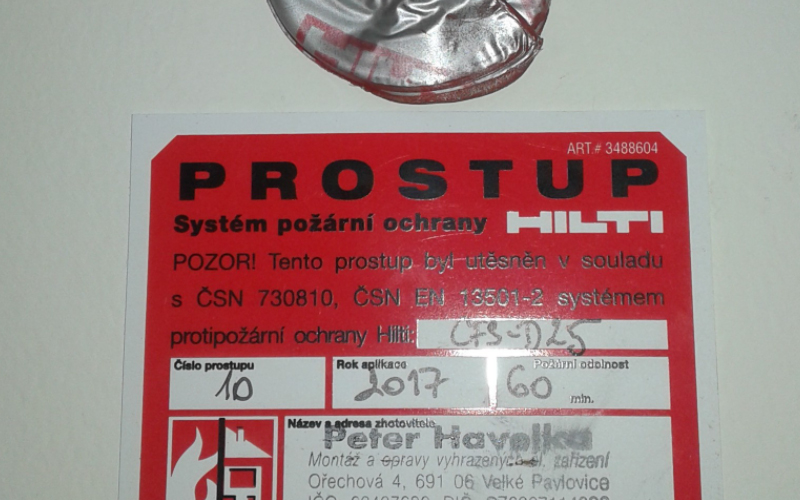 ART.# 3488604
PROSTUP
Systém požární ochrany HILTI
POZOR! Tento prostup byl utěsněn v souladu
s ČSN 730810, ČSN EN 13501-2 systémem
protipožární ochrany Hilti: CFS-D 25
Číslo prostupu Rok aplikace Požární odolnost
10 2017 60 min.
Název a adresa zhotovitele
Peter Havelka
Montáž a opravy vyhrazených el. zařízení
Ořechová 4, 691 06 Velké Pavlovice